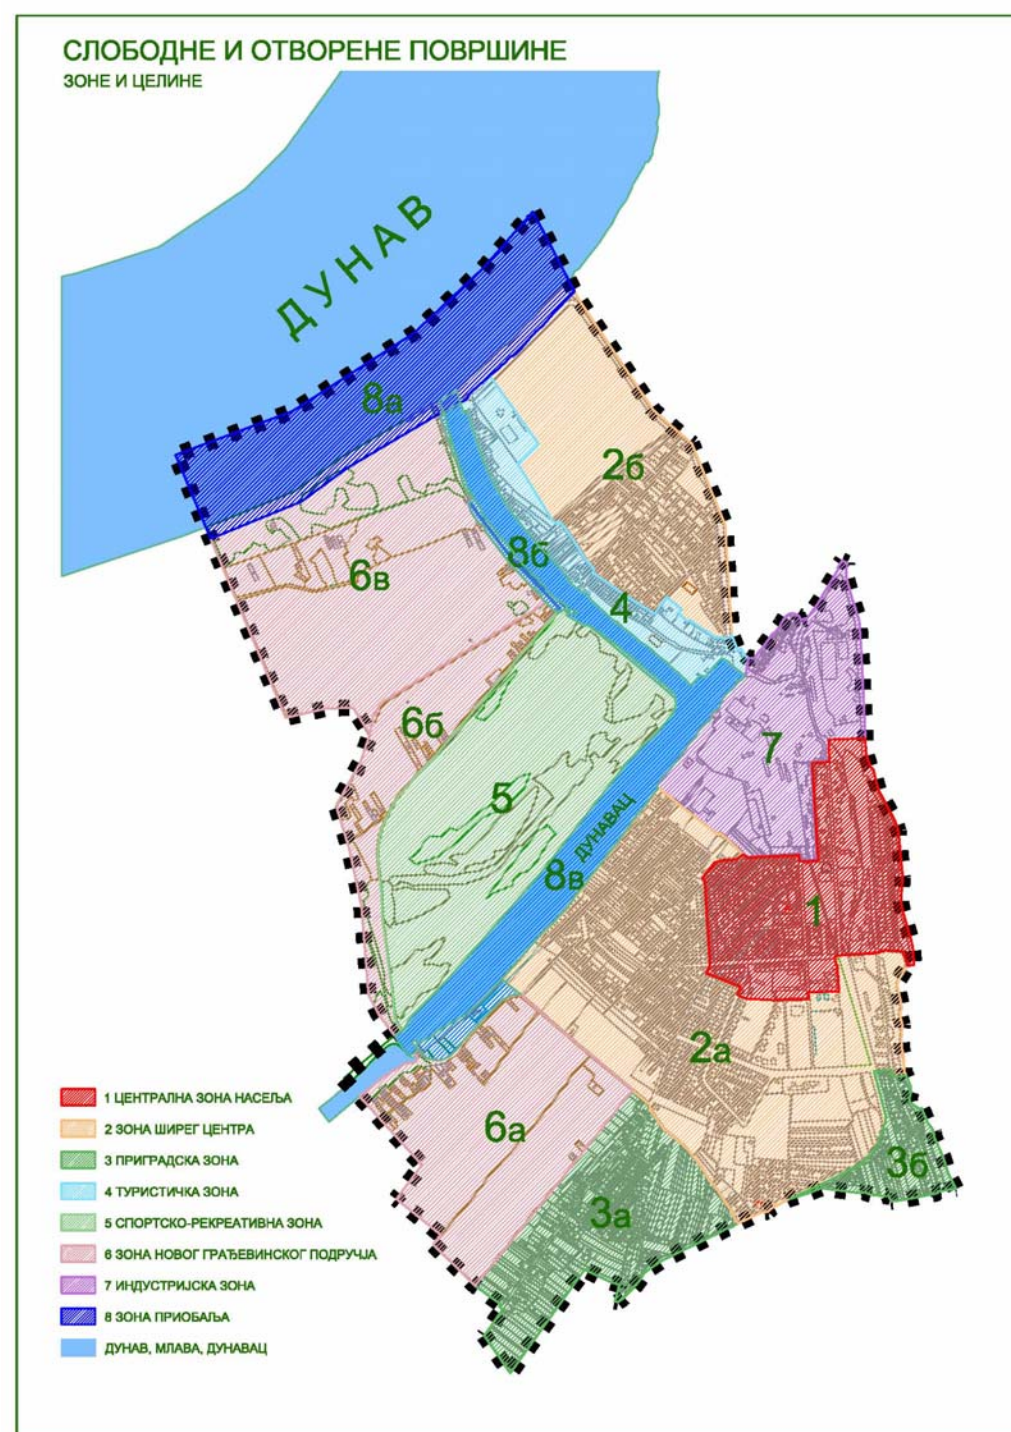 СЛОБОДНЕ И ОТВОРЕНЕ ПОВРШИНЕ
ЗОНЕ И ЦЕЛИНЕ
ДУНАВ
8а
2б
8б
6в
4
6б
7
5
ДУНАВАЦ
8в
1
2а
6а
3б
3а
1 ЦЕНТРАЛНА ЗОНА НАСЕЉА
2 ЗОНА ШИРЕГ ЦЕНТРА
3 ПРИГРАДСКА ЗОНА
4 ТУРИСТИЧКА ЗОНА
5 СПОРТСКО-РЕКРЕАТИВНА ЗОНА
6 ЗОНА НОВОГ ГРАЂЕВИНСКОГ ПОДРУЧЈА
7 ИНДУСТРИЈСКА ЗОНА
8 ЗОНА ПРИОБАЉА
ДУНАВ, МЛАВА, ДУНАВАЦ